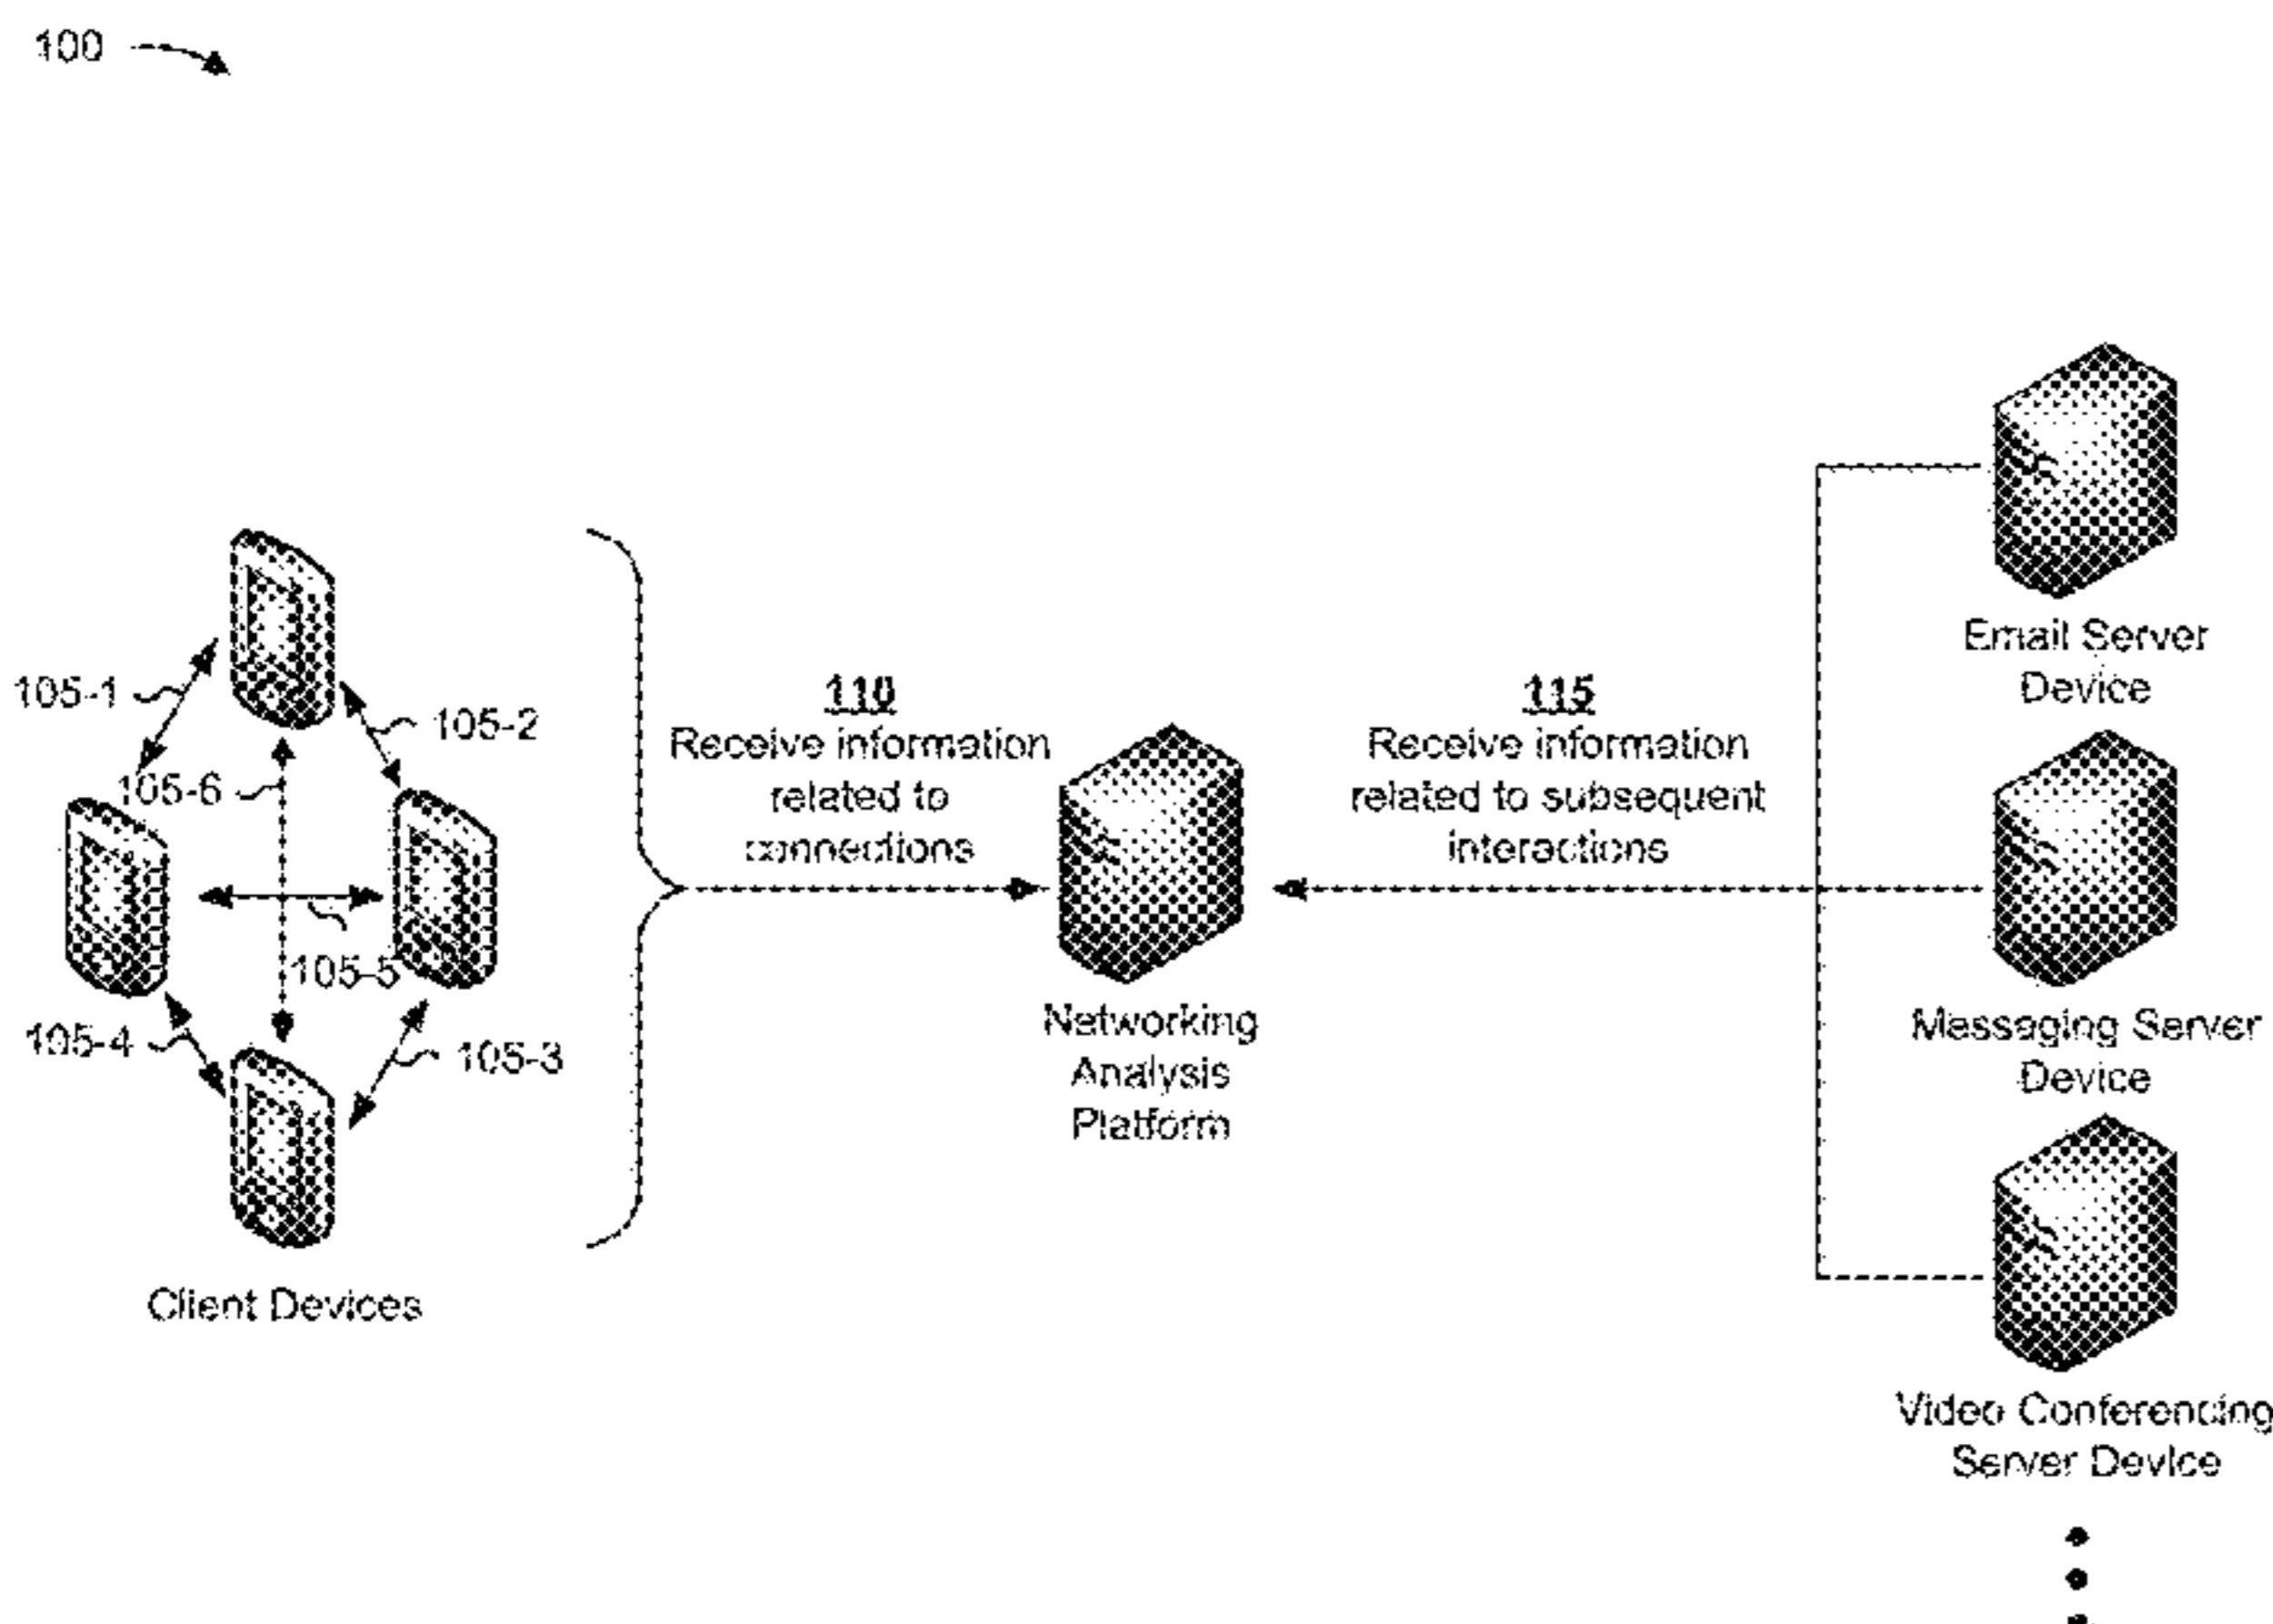 100
105-1
105-2
105-6
105-5
105-4
105-3
Client Devices
110
Receive information
related to
connections
Networking
Analysis
Platform
115
Receive information
related to subsequent
interactions
Email Server
Device
Messaging Server
Device
Video Conferencing
Server Device